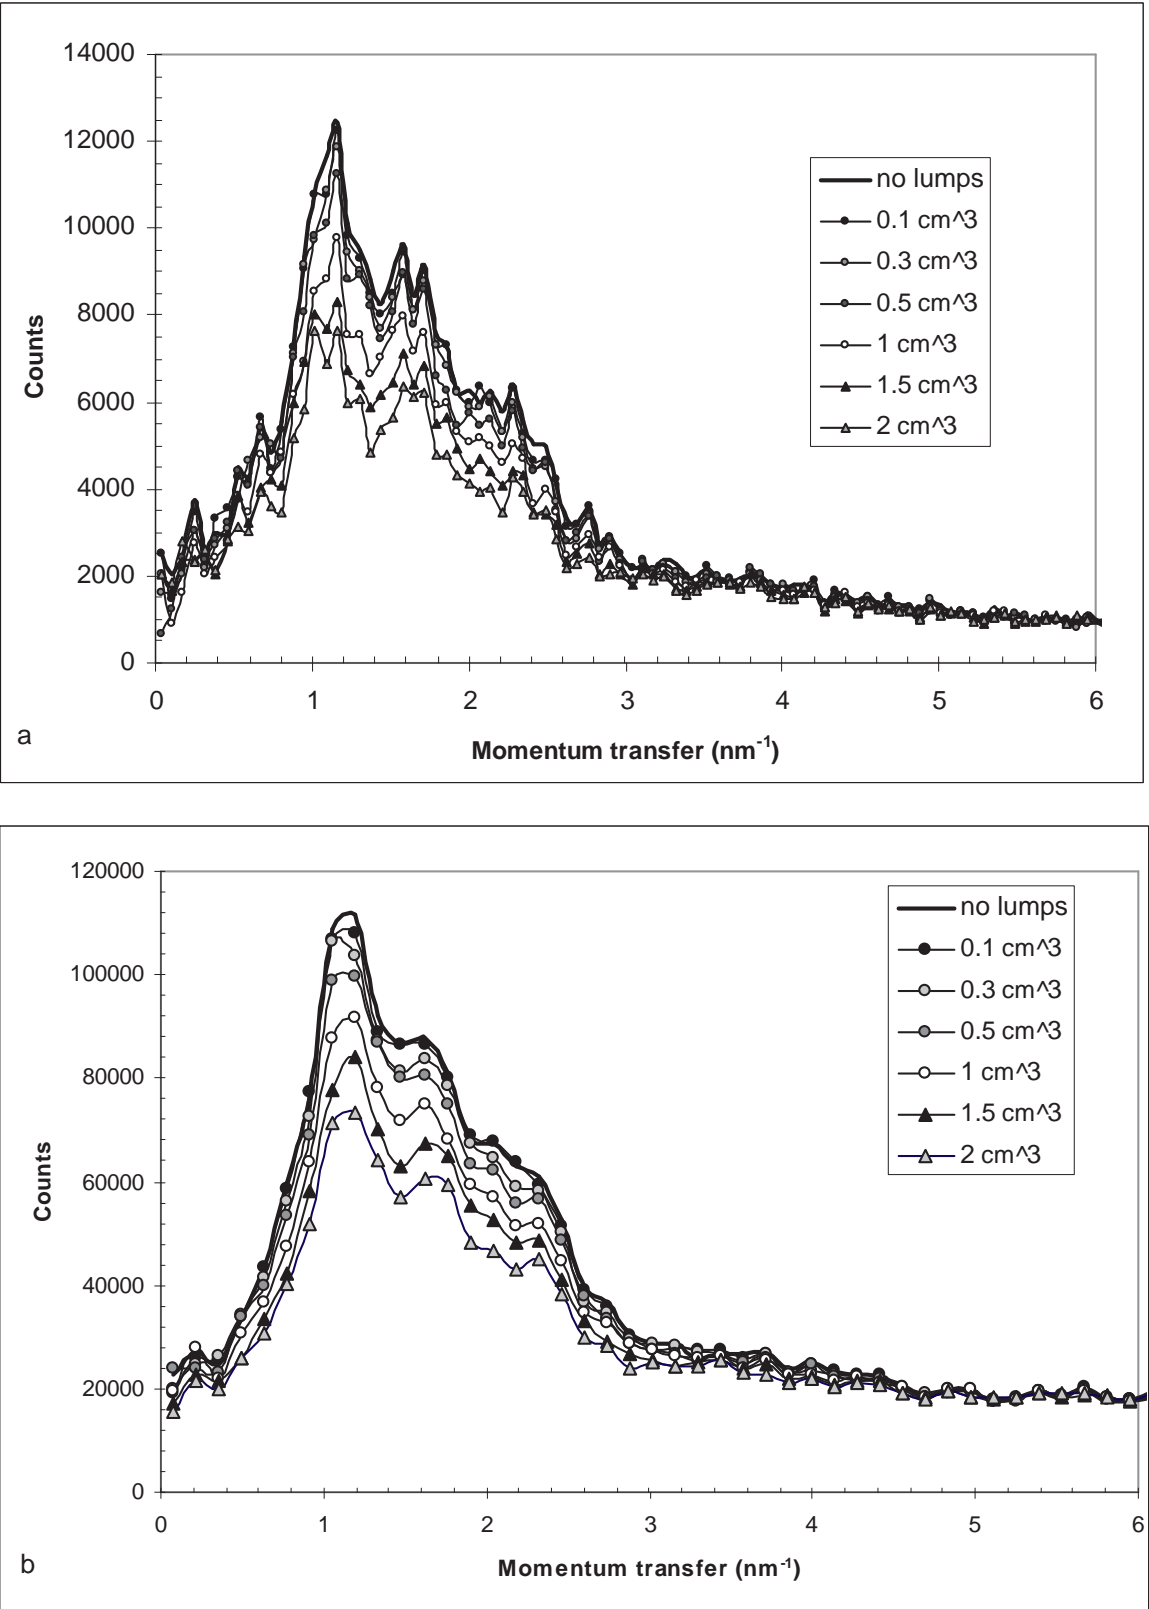 14000
12000
10000
8000
6000
4000
2000
0
Counts
no lumps
0.1 cm^3
0.3 cm^3
0.5 cm^3
1 cm^3
1.5 cm^3
2 cm^3
0 1 2 3 4 5 6
a
Momentum transfer (nm⁻¹)
120000
100000
80000
60000
40000
20000
0
Counts
no lumps
0.1 cm^3
0.3 cm^3
0.5 cm^3
1 cm^3
1.5 cm^3
2 cm^3
0 1 2 3 4 5 6
b
Momentum transfer (nm⁻¹)